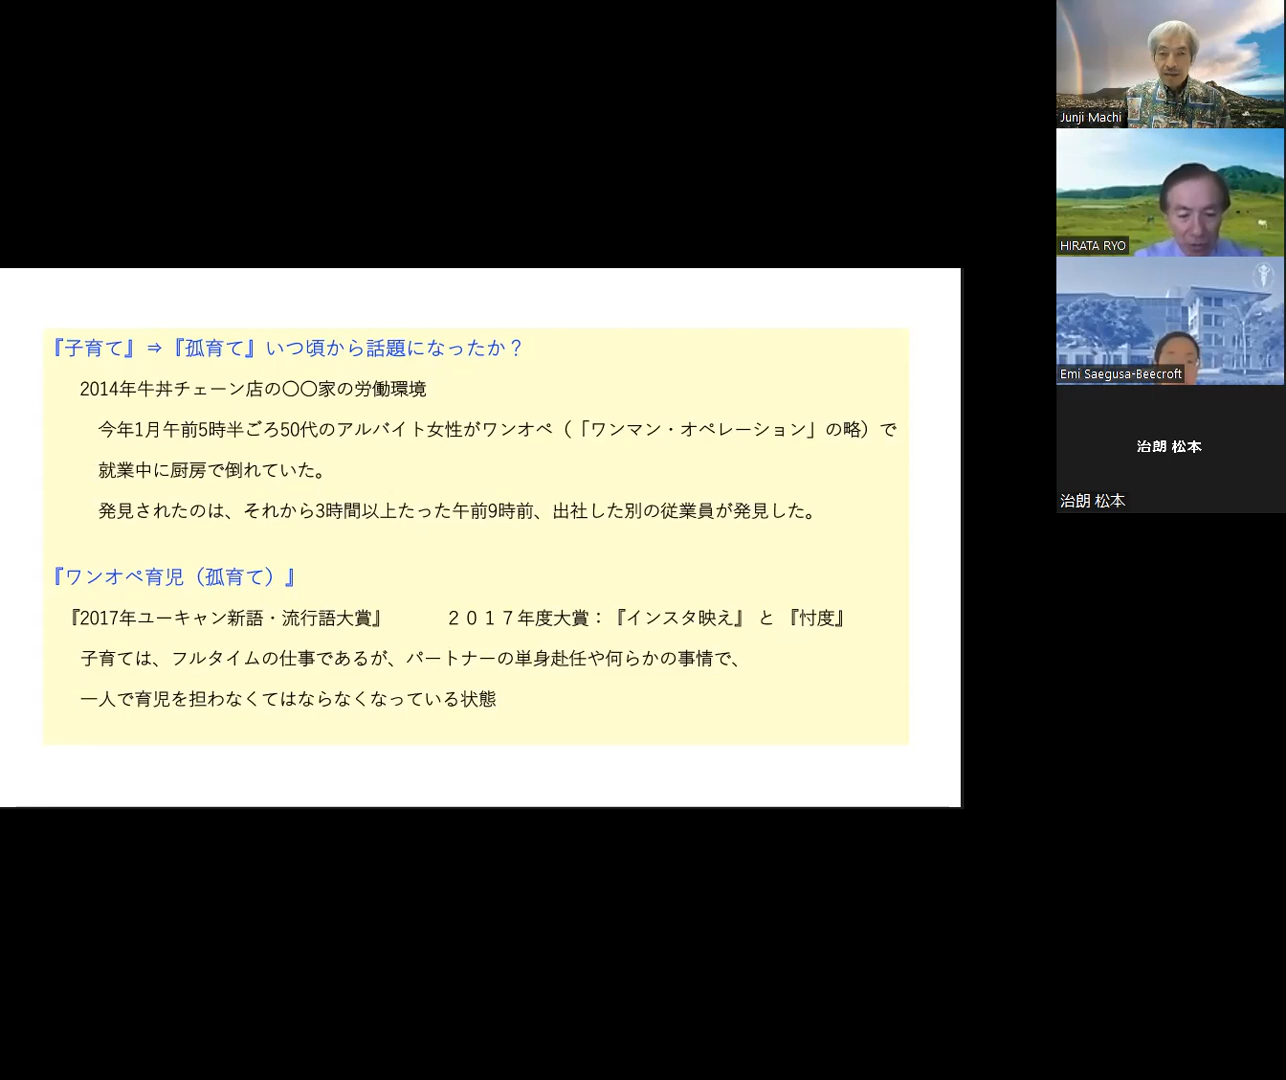 『子育て』⇒『孤育て』いつ頃から話題になったか？
2014年牛丼チェーン店の〇〇家の労働環境
今年1月午前5時半ごろ50代のアルバイト女性がワンオペ（「ワンマン・オペレーション」の略）で
就業中に厨房で倒れていた。
発見されたのは、それから3時間以上たった午前9時前、出社した別の従業員が発見した。
『ワンオペ育児（孤育て）』
『2017年ユーキャン新語・流行語大賞』　　　２０１７年度大賞：『インスタ映え』 と 『忖度』
子育ては、フルタイムの仕事であるが、パートナーの単身赴任や何らかの事情で、
一人で育児を担わなくてはならなくなっている状態
Junji Machi
HIRATA RYO
Emi Saegusa-Beecroft
治朗 松本
治朗 松本